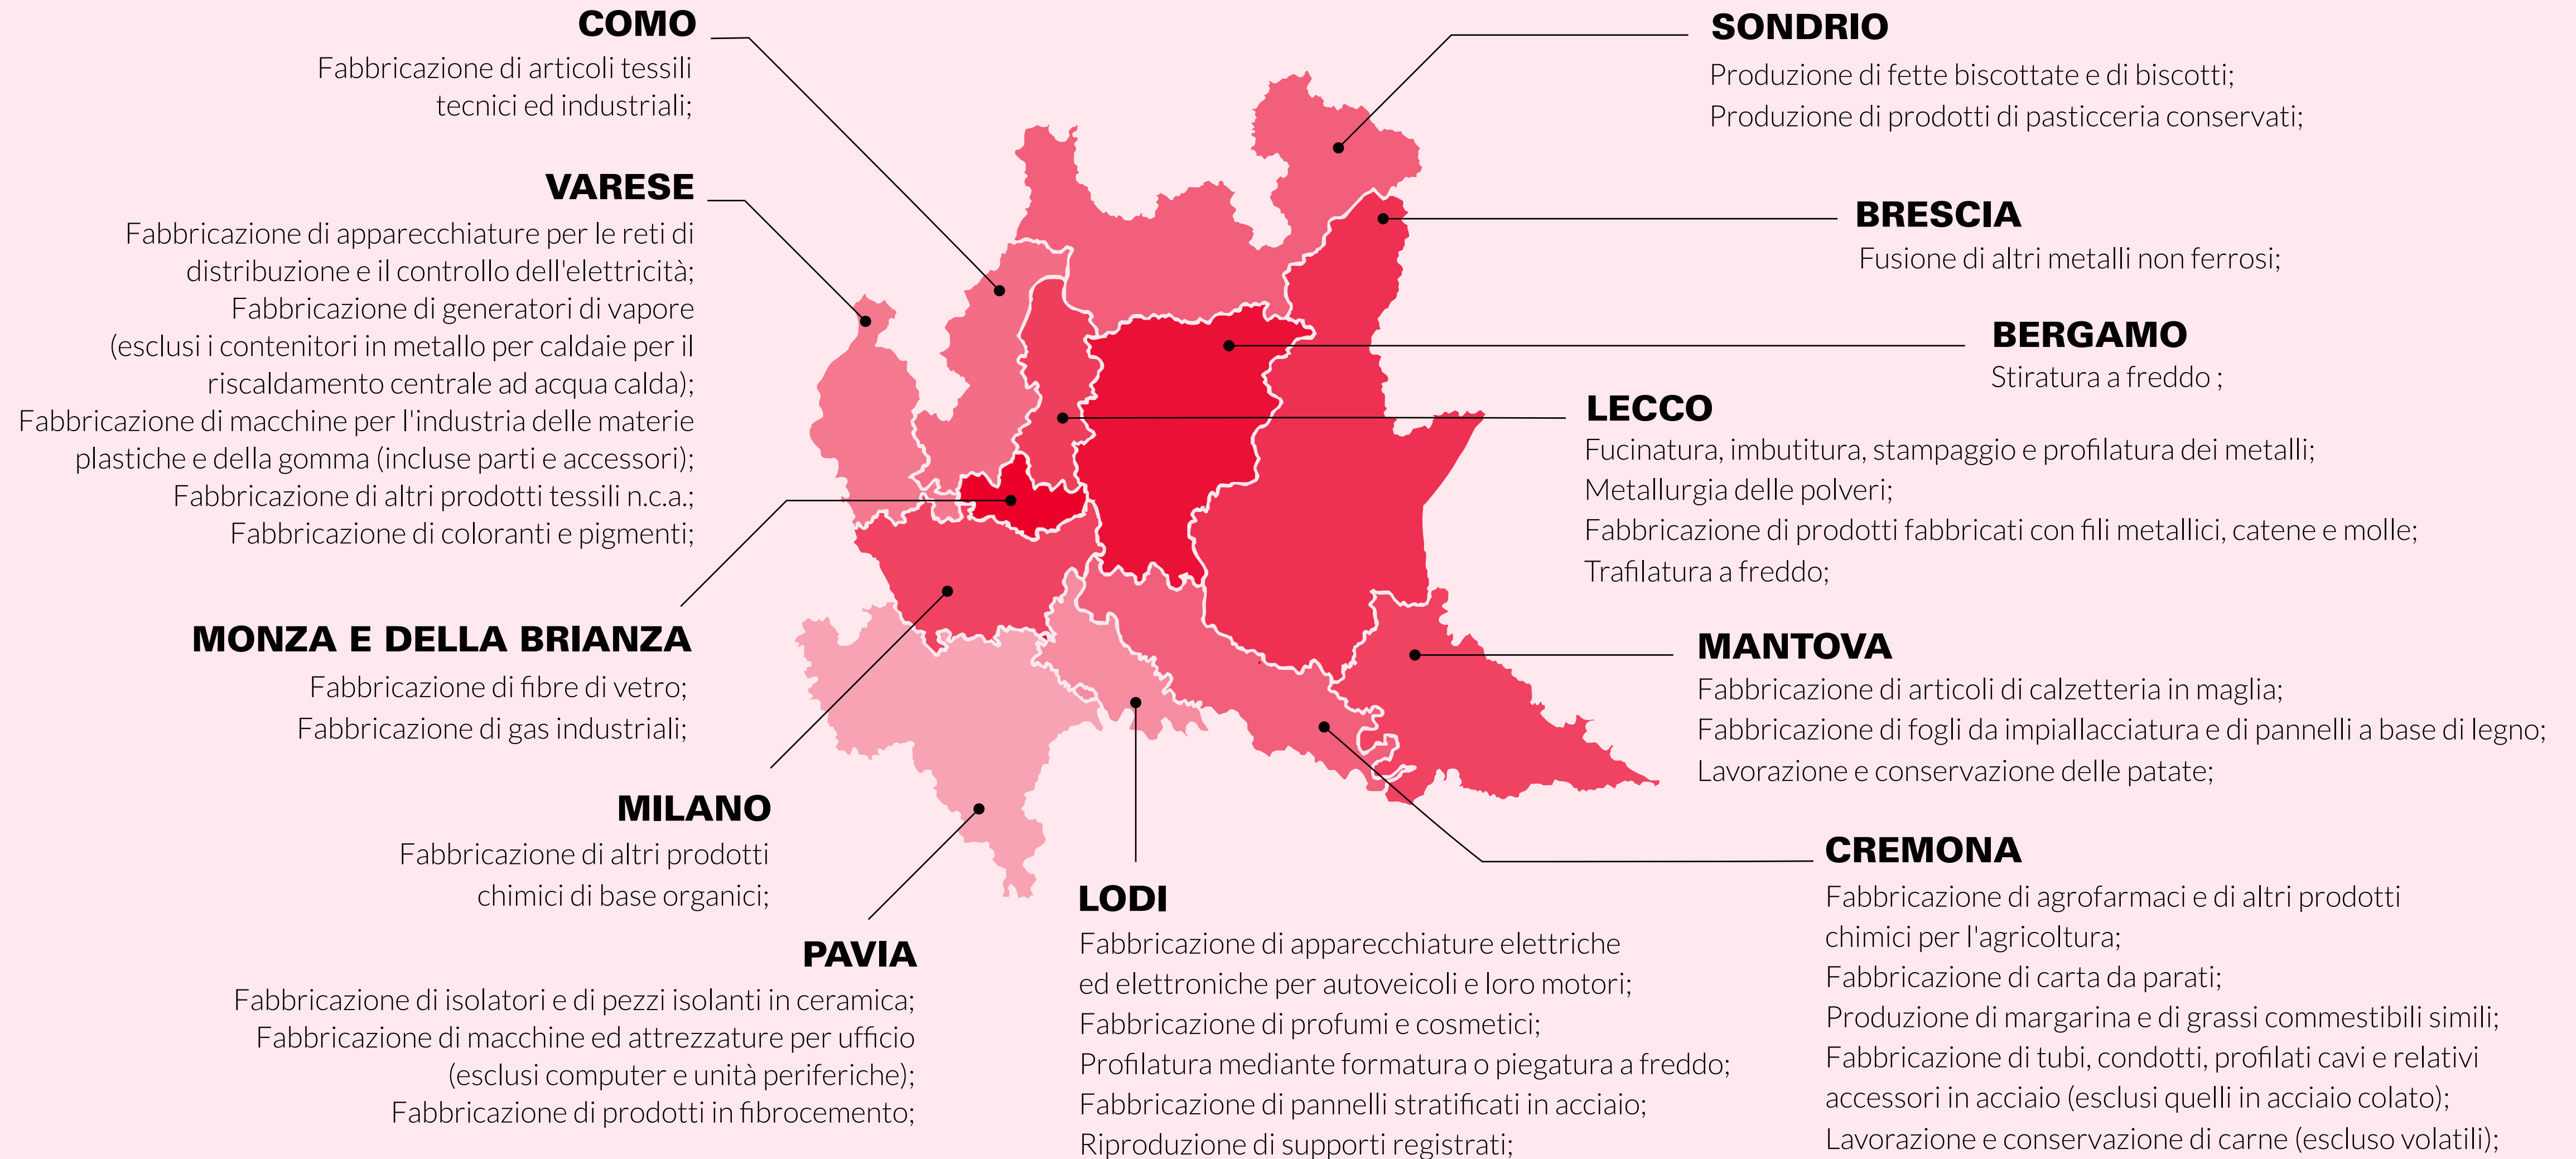 COMO
Fabbricazione di articoli tessili
tecnici ed industriali;
VARESE
Fabbricazione di apparecchiature per le reti di
distribuzione e il controllo dell'elettricità;
Fabbricazione di generatori di vapore
(esclusi i contenitori in metallo per caldaie per il
riscaldamento centrale ad acqua calda);
Fabbricazione di macchine per l'industria delle materie
plastiche e della gomma (incluse parti e accessori);
Fabbricazione di altri prodotti tessili n.c.a.;
Fabbricazione di coloranti e pigmenti;
MONZA E DELLA BRIANZA
Fabbricazione di fibre di vetro;
Fabbricazione di gas industriali;
MILANO
Fabbricazione di altri prodotti
chimici di base organici;
PAVIA
Fabbricazione di isolatori e di pezzi isolanti in ceramica;
Fabbricazione di macchine ed attrezzature per ufficio
(esclusi computer e unità periferiche);
Fabbricazione di prodotti in fibrocemento;
SONDRIO
Produzione di fette biscottate e di biscotti;
Produzione di prodotti di pasticceria conservati;
BRESCIA
Fusione di altri metalli non ferrosi;
BERGAMO
Stiratura a freddo ;
LECCO
Fucinatura, imbutitura, stampaggio e profilatura dei metalli;
Metallurgia delle polveri;
Fabbricazione di prodotti fabbricati con fili metallici, catene e molle;
Trafilatura a freddo;
MANTOVA
Fabbricazione di articoli di calzetteria in maglia;
Fabbricazione di fogli da impiallacciatura e di pannelli a base di legno;
Lavorazione e conservazione delle patate;
LODI
Fabbricazione di apparecchiature elettriche
ed elettroniche per autoveicoli e loro motori;
Fabbricazione di profumi e cosmetici;
Profilatura mediante formatura o piegatura a freddo;
Fabbricazione di pannelli stratificati in acciaio;
Riproduzione di supporti registrati;
CREMONA
Fabbricazione di agrofarmaci e di altri prodotti
chimici per l'agricoltura;
Fabbricazione di carta da parati;
Produzione di margarina e di grassi commestibili simili;
Fabbricazione di tubi, condotti, profilati cavi e relativi
accessori in acciaio (esclusi quelli in acciaio colato);
Lavorazione e conservazione di carne (escluso volatili);